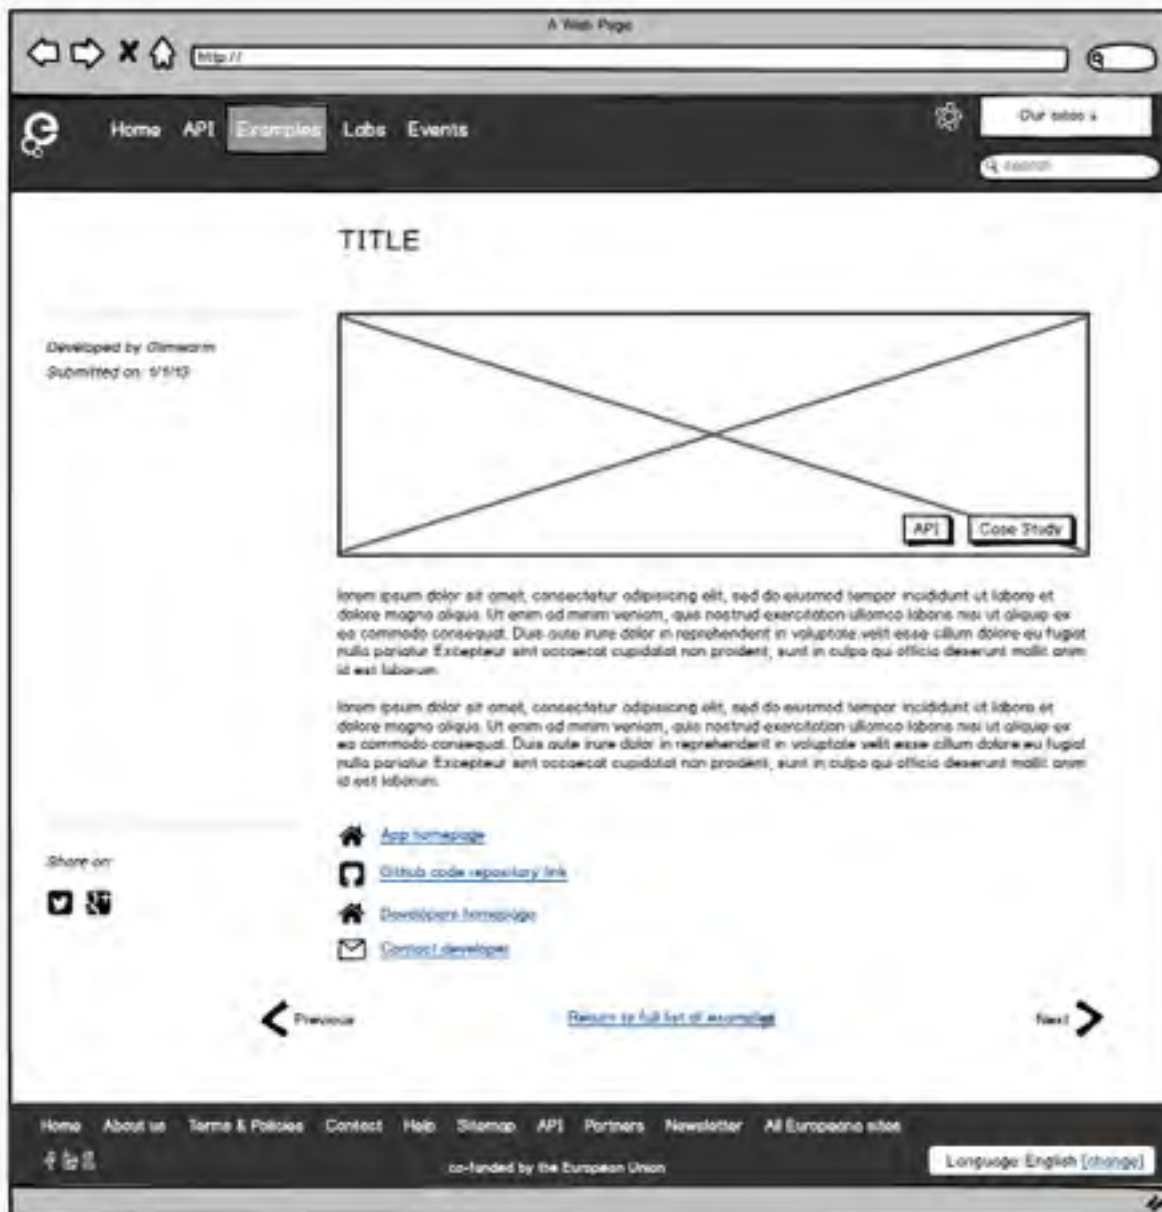 A Web Page
http://
Home API Examples Labs Events
Our sites
search
TITLE
Developed by Glimworm
Submitted on: 1/1/13
API
Case Study
lorem ipsum dolor sit amet, consectetur adipisicing elit, sed do eiusmod tempor incididunt ut labore et
dolore magna aliqua. Ut enim ad minim veniam, quis nostrud exercitation ullamco laboris nisi ut aliquip ex
ea commodo consequat. Duis aute irure dolor in reprehenderit in voluptate velit esse cillum dolore eu fugiat
nulla pariatur. Excepteur sint occaecat cupidatat non proident, sunt in culpa qui officia deserunt mollit anim
id est laborum.
lorem ipsum dolor sit amet, consectetur adipisicing elit, sed do eiusmod tempor incididunt ut labore et
dolore magna aliqua. Ut enim ad minim veniam, quis nostrud exercitation ullamco laboris nisi ut aliquip ex
ea commodo consequat. Duis aute irure dolor in reprehenderit in voluptate velit esse cillum dolore eu fugiat
nulla pariatur. Excepteur sint occaecat cupidatat non proident, sunt in culpa qui officia deserunt mollit anim
id est laborum.
App homepage
Github code repository link
Developers homepage
Contact developer
Share on:
Previous
Return to full list of examples
Next
Home About us Terms & Policies Contact Help Sitemap API Partners Newsletter All Europeana sites
co-funded by the European Union
Language: English [change]